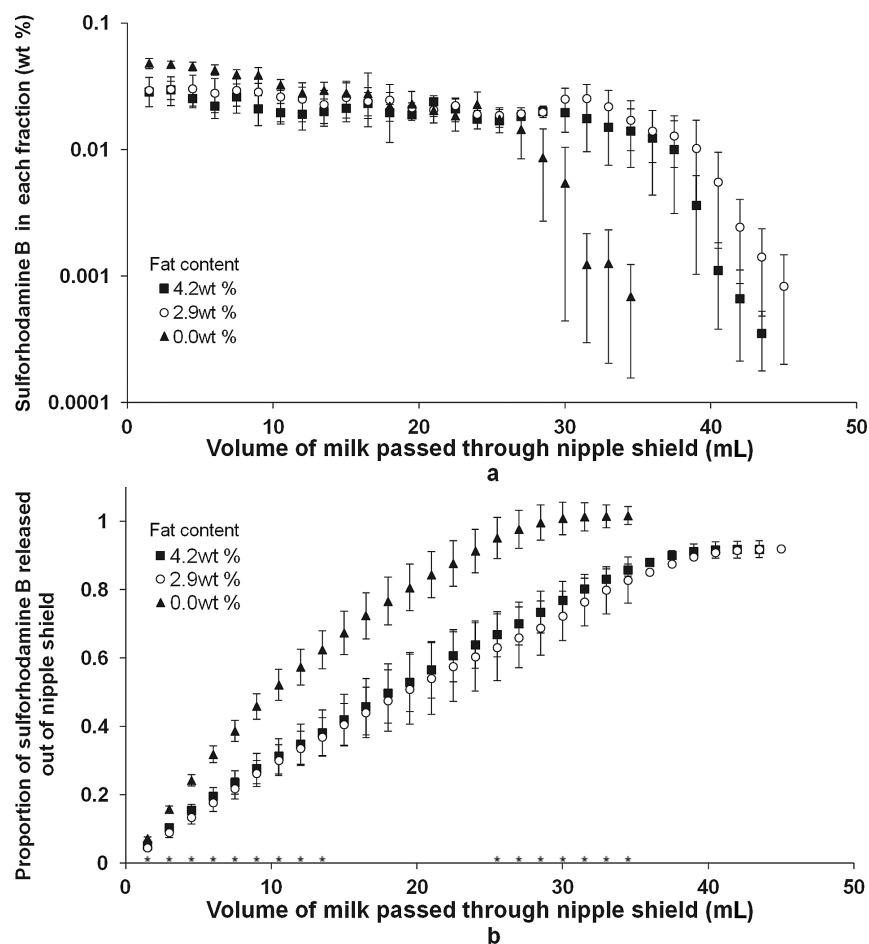 Sulforhodamine B in each fraction (wt %)
0.1
0.01
0.001
0.0001
Fat content
4.2wt %
2.9wt %
0.0wt %
0 10 20 30 40 50
Volume of milk passed through nipple shield (mL)
a
Proportion of sulforhodamine B released
out of nipple shield
1
0.8
0.6
0.4
0.2
0
Fat content
4.2wt %
2.9wt %
0.0wt %
* * * * * * * * * * * * * * * *
0 10 20 30 40 50
Volume of milk passed through nipple shield (mL)
b